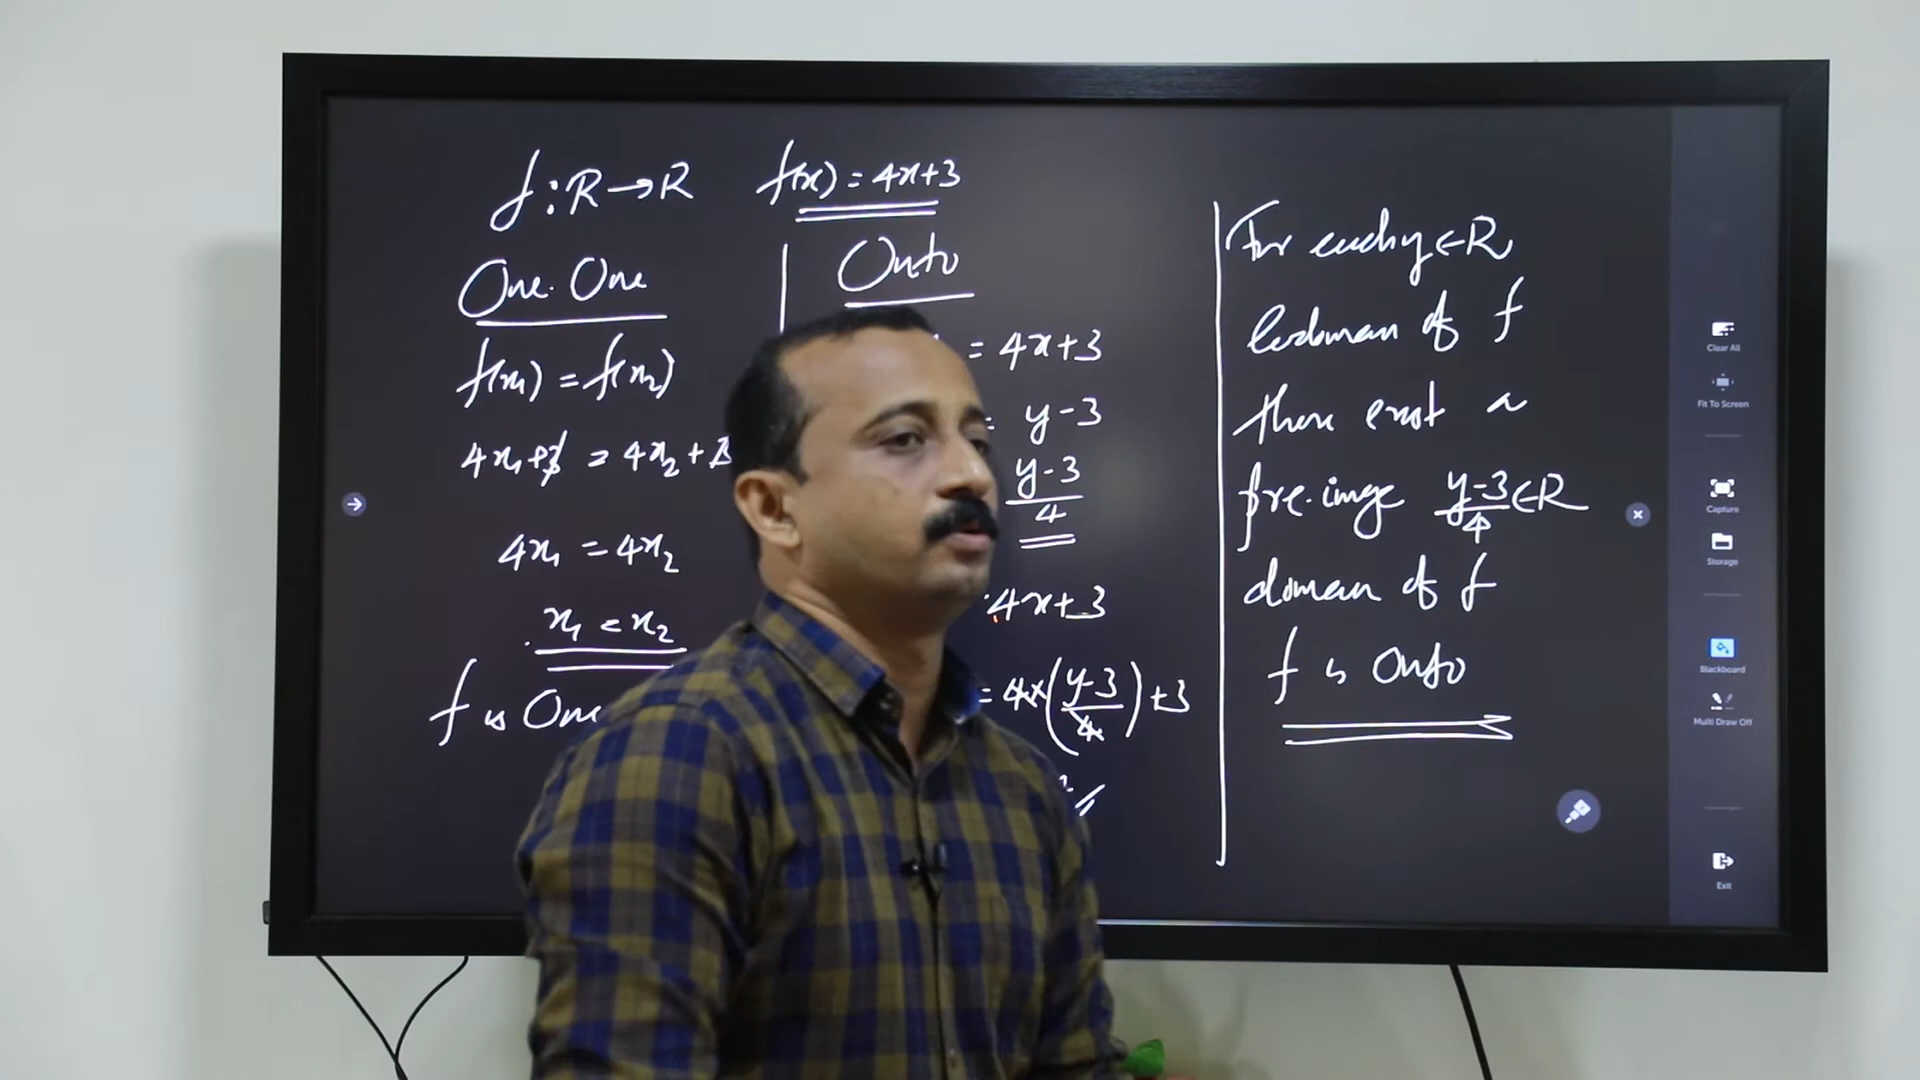 f : R → R f(x) = 4x+3
One-One
f(x₁) = f(x₂)
4x₁+3 = 4x₂+3
4x₁ = 4x₂
x₁ = x₂
f is One
Onto
= 4x+3
= y-3
y-3/4
4x+3
= 4×(y-3/4)+3
For each y ∈ R
codomain of f
there exist a
pre-image y-3/4 ∈ R
domain of f
f is Onto
Clear All
Fit To Screen
Capture
Storage
Blackboard
Multi Draw Off
Exit